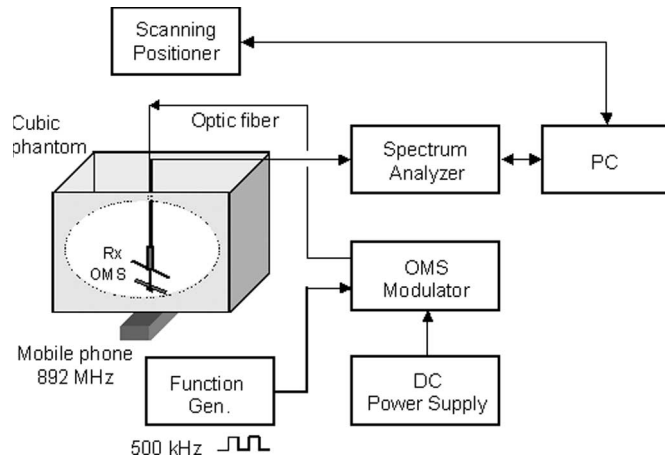 Scanning
Positioner
Cubic
phantom
Optic fiber
Spectrum
Analyzer
PC
Rx
OMS
OMS
Modulator
Mobile phone
892 MHz
Function
Gen.
DC
Power Supply
500 kHz